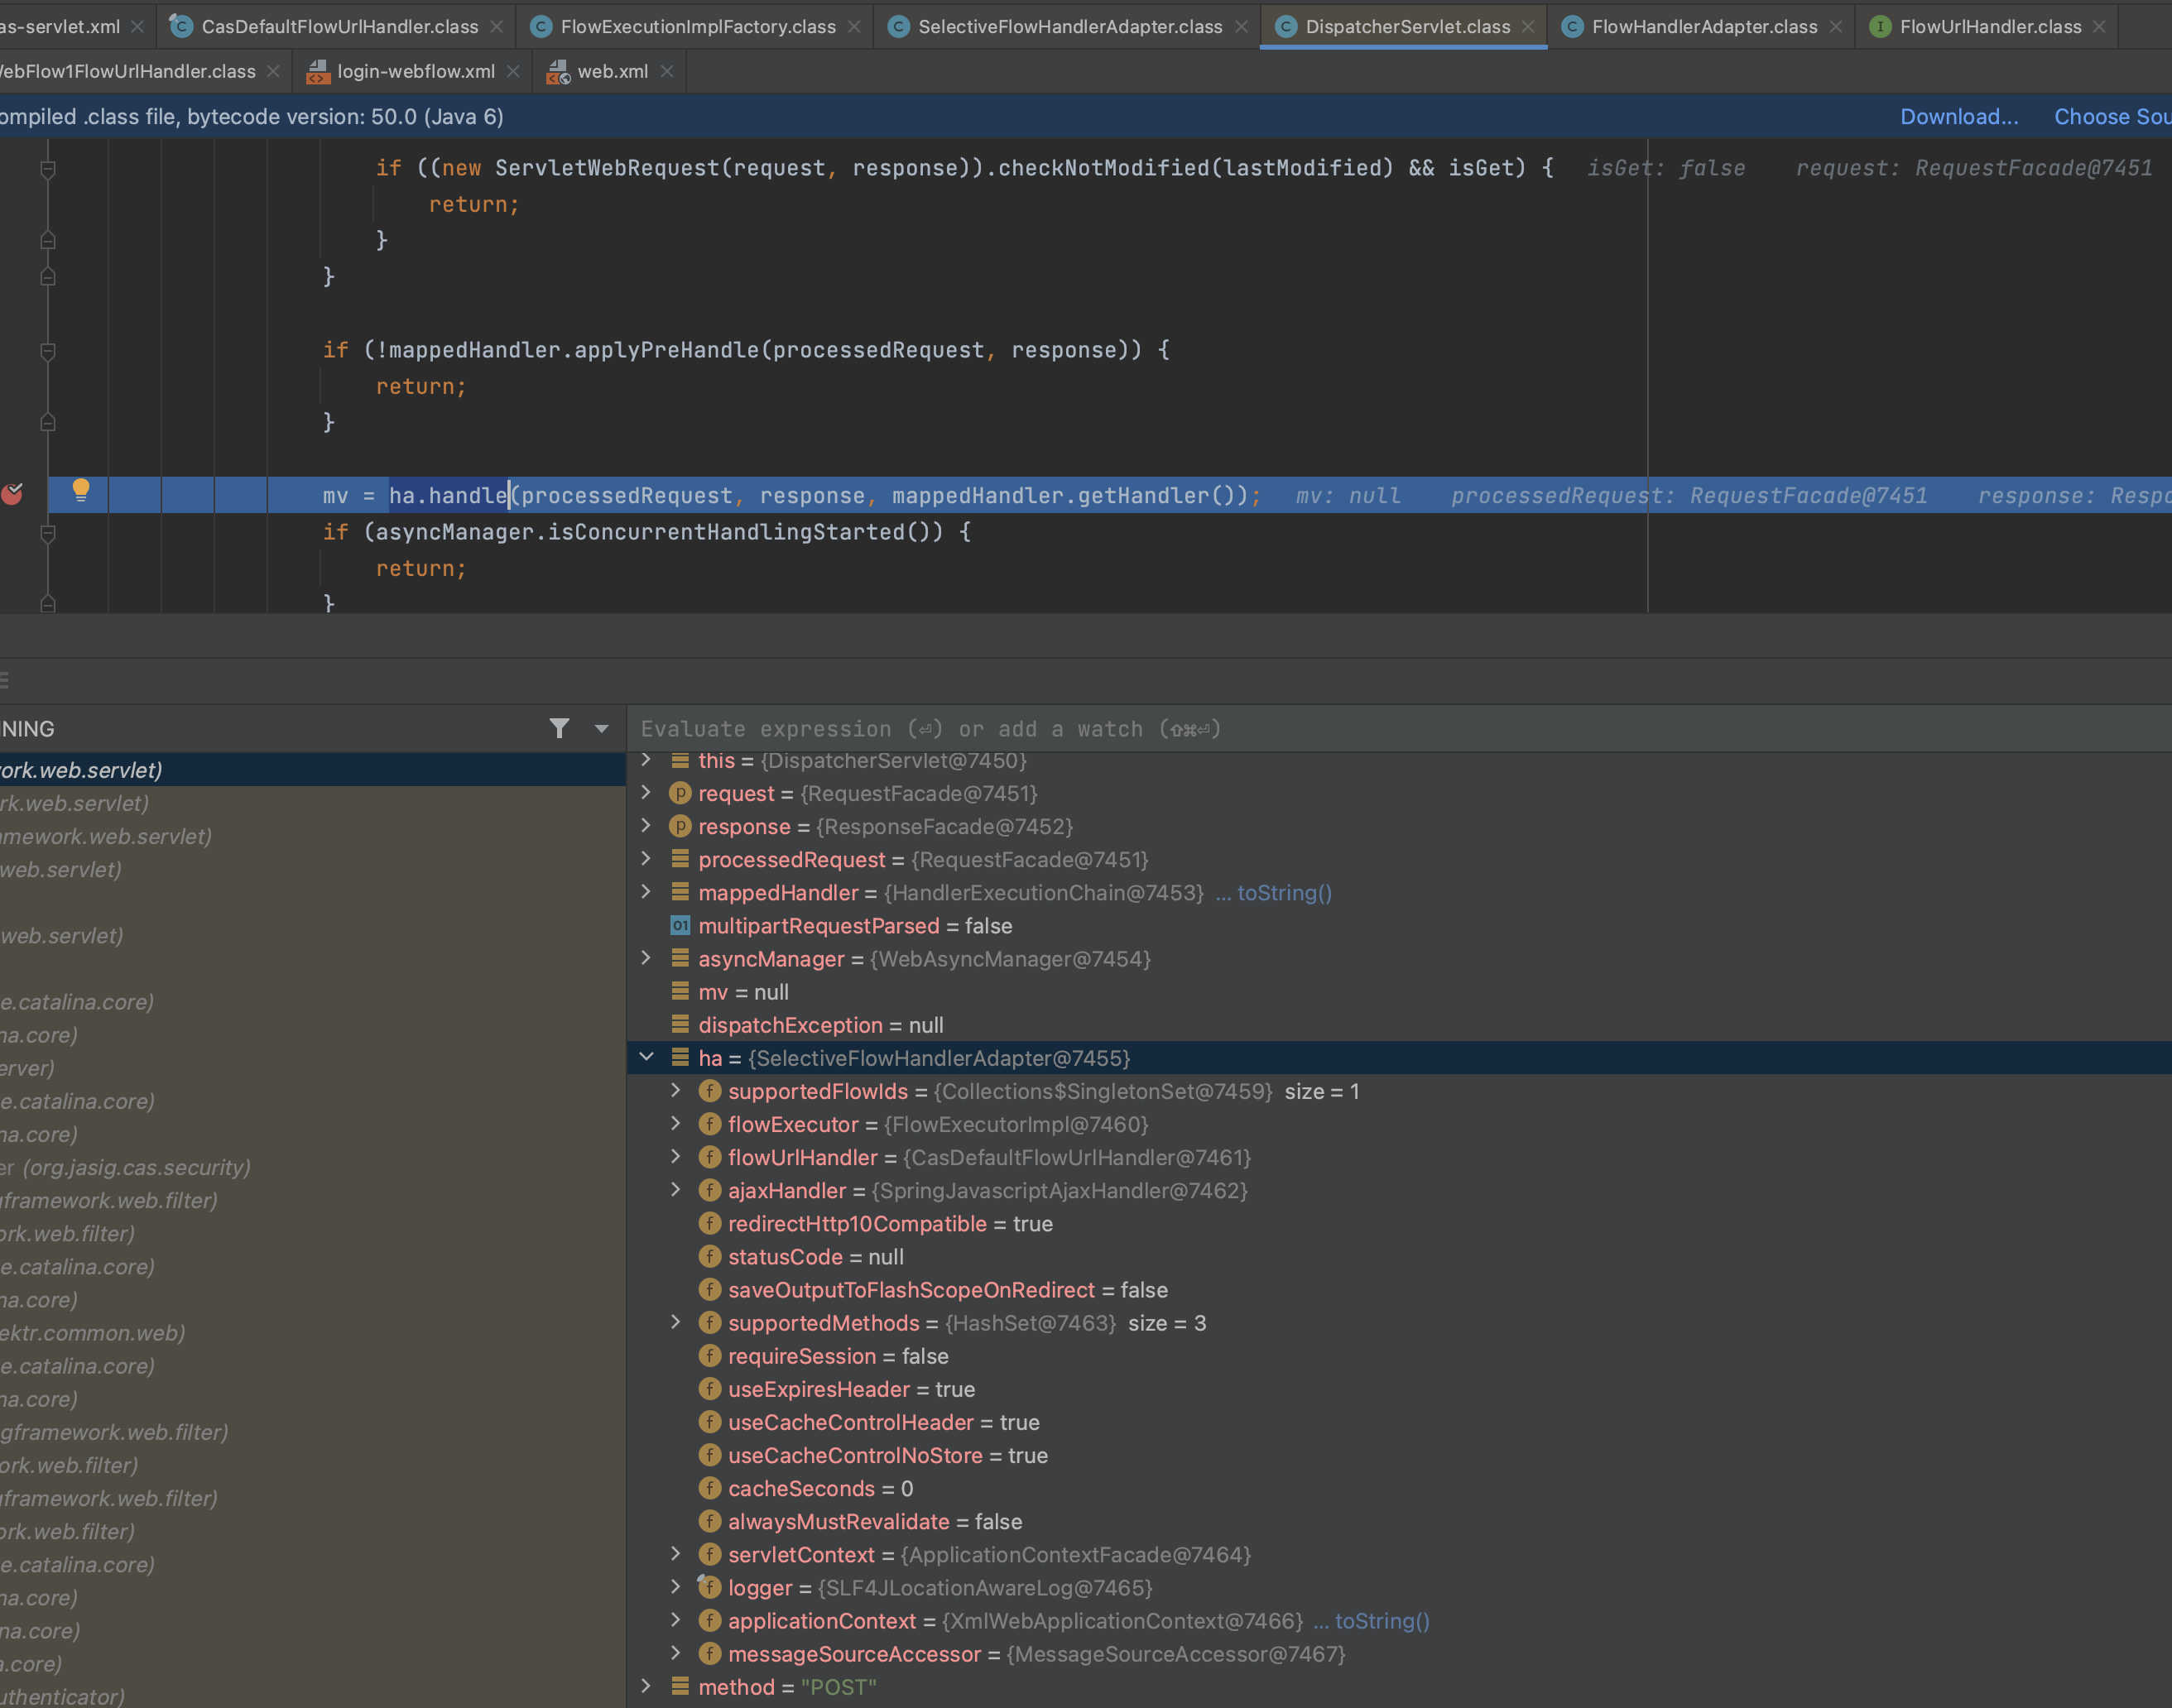 as-servlet.xml CasDefaultFlowUrlHandler.class FlowExecutionImplFactory.class SelectiveFlowHandlerAdapter.class DispatcherServlet.class FlowHandlerAdapter.class FlowUrlHandler.class
ebFlow1FlowUrlHandler.class login-webflow.xml web.xml
ompiled .class file, bytecode version: 50.0 (Java 6) Download... Choose Sou
if ((new ServletWebRequest(request, response)).checkNotModified(lastModified) && isGet) { isGet: false request: RequestFacade@7451
return;
}
}
if (!mappedHandler.applyPreHandle(processedRequest, response)) {
return;
}
mv = ha.handle(processedRequest, response, mappedHandler.getHandler()); mv: null processedRequest: RequestFacade@7451 response: Respo
if (asyncManager.isConcurrentHandlingStarted()) {
return;
}
NING
Evaluate expression (⏎) or add a watch (⇧⌘⏎)
ork.web.servlet)
rk.web.servlet)
amework.web.servlet)
web.servlet)
web.servlet)
e.catalina.core)
na.core)
erver)
e.catalina.core)
na.core)
er (org.jasig.cas.security)
gframework.web.filter)
ork.web.filter)
e.catalina.core)
na.core)
ektr.common.web)
e.catalina.core)
na.core)
gframework.web.filter)
ork.web.filter)
gframework.web.filter)
ork.web.filter)
e.catalina.core)
na.core)
na.core)
a.core)
uthenticator)
this = {DispatcherServlet@7450}
p request = {RequestFacade@7451}
p response = {ResponseFacade@7452}
processedRequest = {RequestFacade@7451}
mappedHandler = {HandlerExecutionChain@7453} ... toString()
01 multipartRequestParsed = false
asyncManager = {WebAsyncManager@7454}
mv = null
dispatchException = null
ha = {SelectiveFlowHandlerAdapter@7455}
f supportedFlowIds = {Collections$SingletonSet@7459} size = 1
f flowExecutor = {FlowExecutorImpl@7460}
f flowUrlHandler = {CasDefaultFlowUrlHandler@7461}
f ajaxHandler = {SpringJavascriptAjaxHandler@7462}
f redirectHttp10Compatible = true
f statusCode = null
f saveOutputToFlashScopeOnRedirect = false
f supportedMethods = {HashSet@7463} size = 3
f requireSession = false
f useExpiresHeader = true
f useCacheControlHeader = true
f useCacheControlNoStore = true
f cacheSeconds = 0
f alwaysMustRevalidate = false
f servletContext = {ApplicationContextFacade@7464}
f logger = {SLF4JLocationAwareLog@7465}
f applicationContext = {XmlWebApplicationContext@7466} ... toString()
f messageSourceAccessor = {MessageSourceAccessor@7467}
method = "POST"